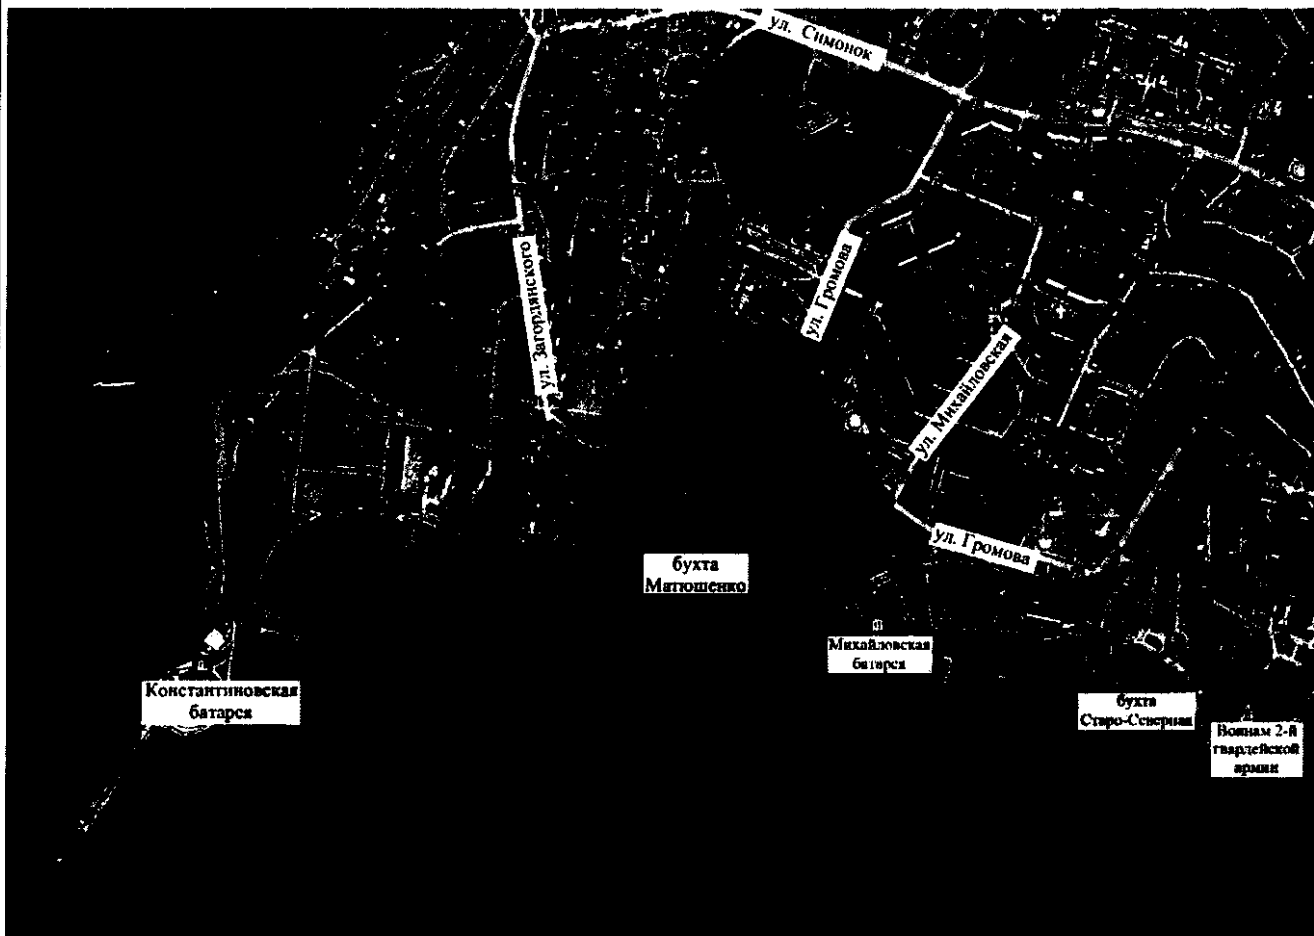 ул. Симонок
ул. Загордянского
ул. Громова
ул. Михайловская
ул. Громова
бухта
Матюшенко
Михайловская
батарея
Константиновская
батарея
бухта
Старо-Северная
Воинам 2-й
гвардейской
армии